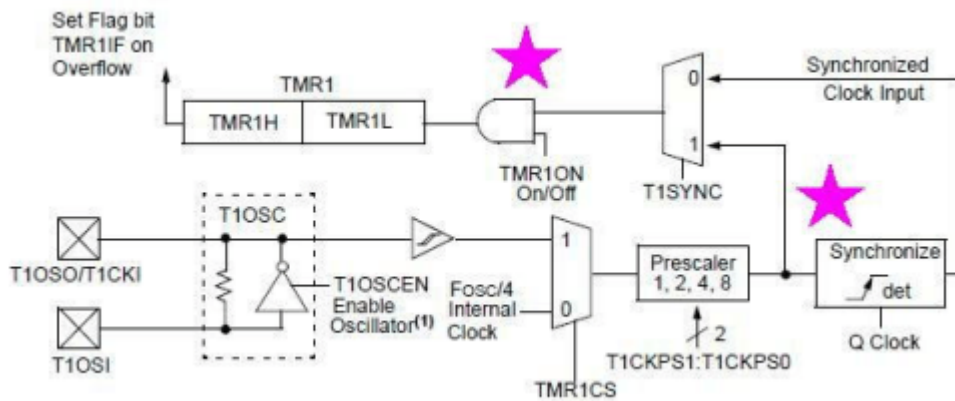 Set Flag bit
TMR1IF on
Overflow
TMR1
TMR1H
TMR1L
TMR1ON
On/Off
0
1
T1SYNC
Synchronized
Clock Input
T1OSC
T1OSO/T1CKI
T1OSI
T1OSCEN
Enable
Oscillator(1)
Fosc/4
Internal
Clock
1
0
TMR1CS
Prescaler
1, 2, 4, 8
2
T1CKPS1:T1CKPS0
Synchronize
det
Q Clock